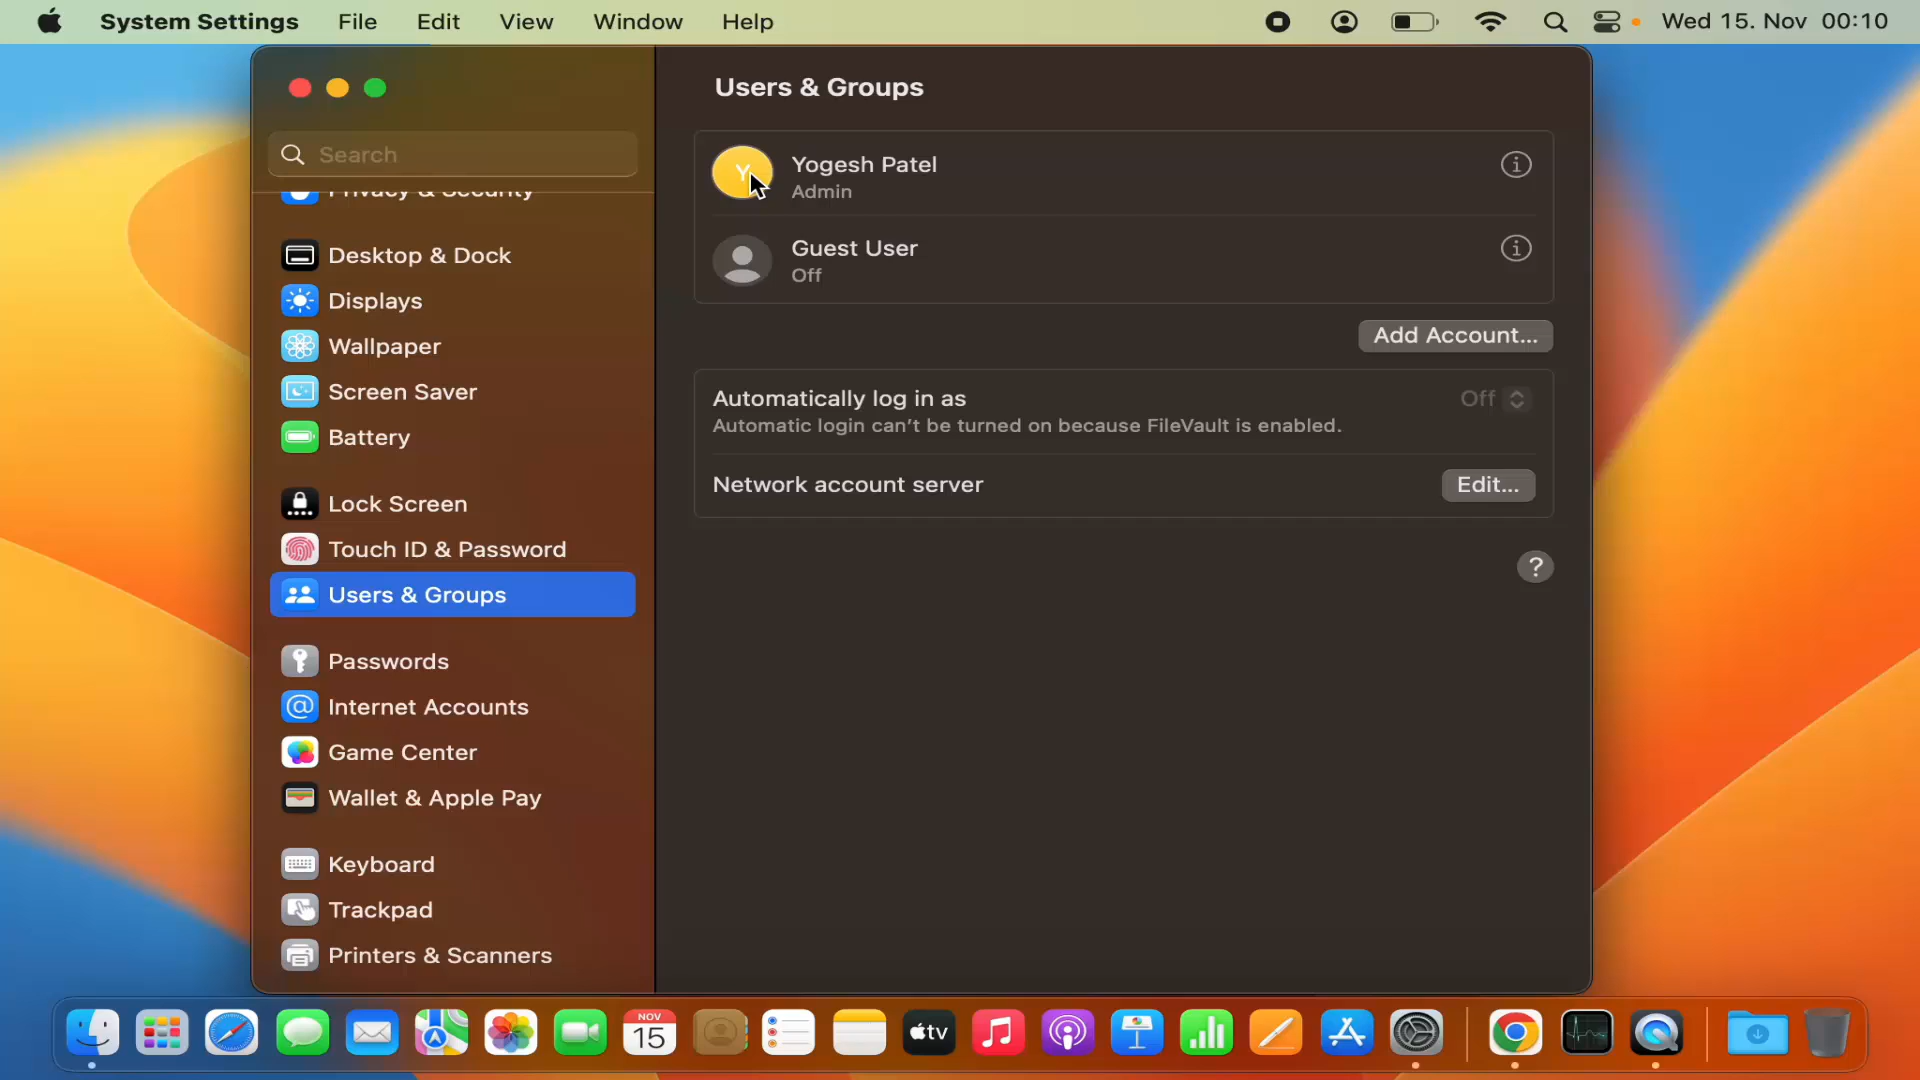 System Settings File Edit View Window Help Wed 15. Nov 00:10
Search
Privacy & Security
Desktop & Dock
Displays
Wallpaper
Screen Saver
Battery
Lock Screen
Touch ID & Password
Users & Groups
Passwords
Internet Accounts
Game Center
Wallet & Apple Pay
Keyboard
Trackpad
Printers & Scanners
Users & Groups
Y
Yogesh Patel
Admin
Guest User
Off
Add Account...
Automatically log in as Off
Automatic login can't be turned on because FileVault is enabled.
Network account server Edit...
?
NOV
15
tv